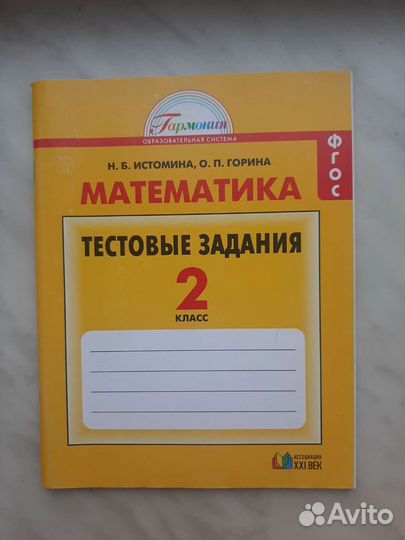 Гармония
ОБРАЗОВАТЕЛЬНАЯ СИСТЕМА
ФГОС
Н. Б. ИСТОМИНА, О. П. ГОРИНА
МАТЕМАТИКА
ТЕСТОВЫЕ ЗАДАНИЯ
2
КЛАСС
АССОЦИАЦИЯ
XXI ВЕК
Avito